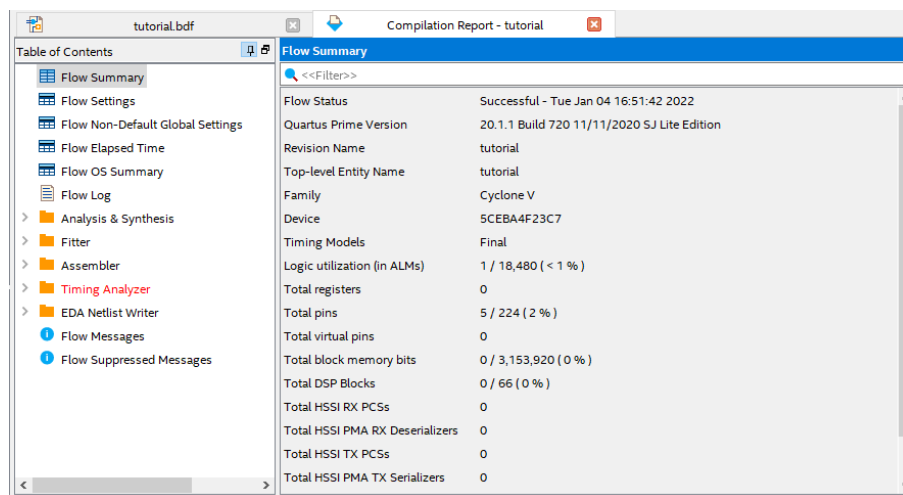 tutorial.bdf
Compilation Report - tutorial
Table of Contents
Flow Summary
Flow Settings
Flow Non-Default Global Settings
Flow Elapsed Time
Flow OS Summary
Flow Log
Analysis & Synthesis
Fitter
Assembler
Timing Analyzer
EDA Netlist Writer
Flow Messages
Flow Suppressed Messages
Flow Summary
<<Filter>>
Flow Status Successful - Tue Jan 04 16:51:42 2022
Quartus Prime Version 20.1.1 Build 720 11/11/2020 SJ Lite Edition
Revision Name tutorial
Top-level Entity Name tutorial
Family Cyclone V
Device 5CEBA4F23C7
Timing Models Final
Logic utilization (in ALMs) 1 / 18,480 ( < 1 % )
Total registers 0
Total pins 5 / 224 ( 2 % )
Total virtual pins 0
Total block memory bits 0 / 3,153,920 ( 0 % )
Total DSP Blocks 0 / 66 ( 0 % )
Total HSSI RX PCSs 0
Total HSSI PMA RX Deserializers 0
Total HSSI TX PCSs 0
Total HSSI PMA TX Serializers 0